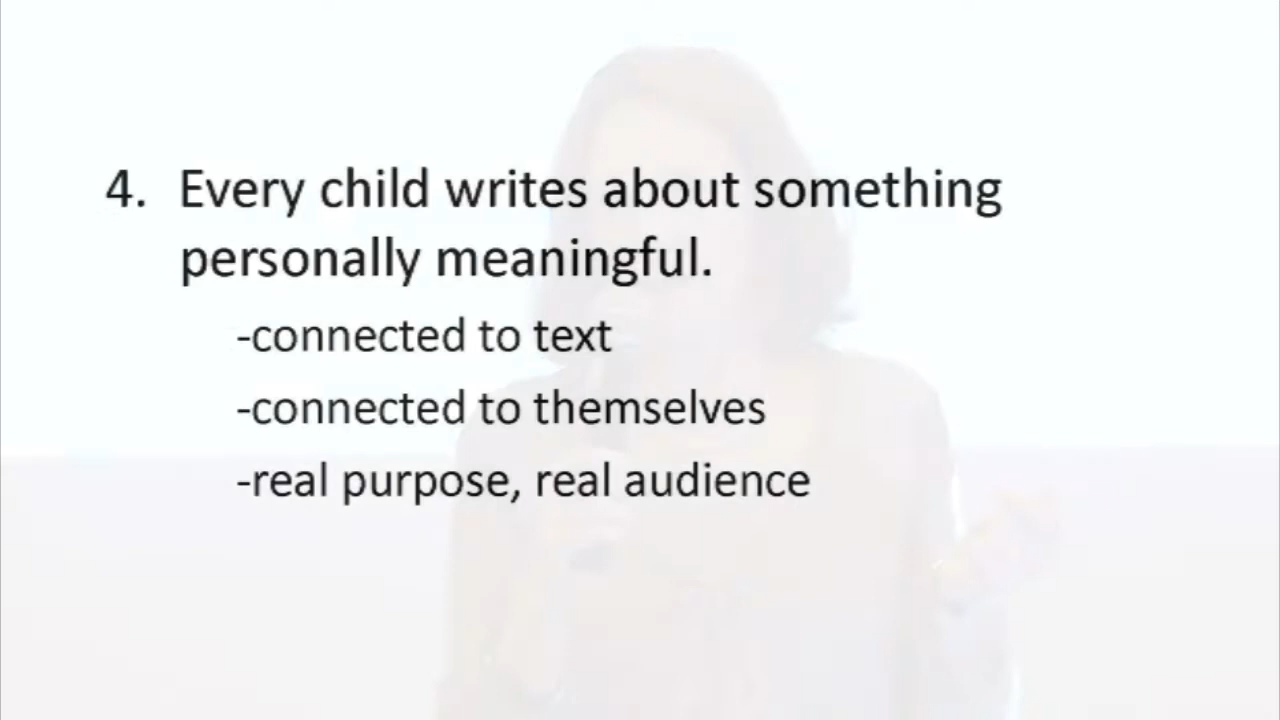 4. Every child writes about something
personally meaningful.
-connected to text
-connected to themselves
-real purpose, real audience